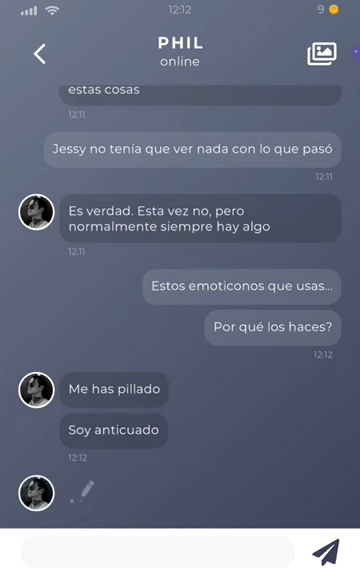 12:12
9
PHIL
online
estas cosas
12:11
Jessy no tenía que ver nada con lo que pasó
12:11
Es verdad. Esta vez no, pero
normalmente siempre hay algo
12:11
Estos emoticonos que usas...
Por qué los haces?
12:12
Me has pillado
Soy anticuado
12:12